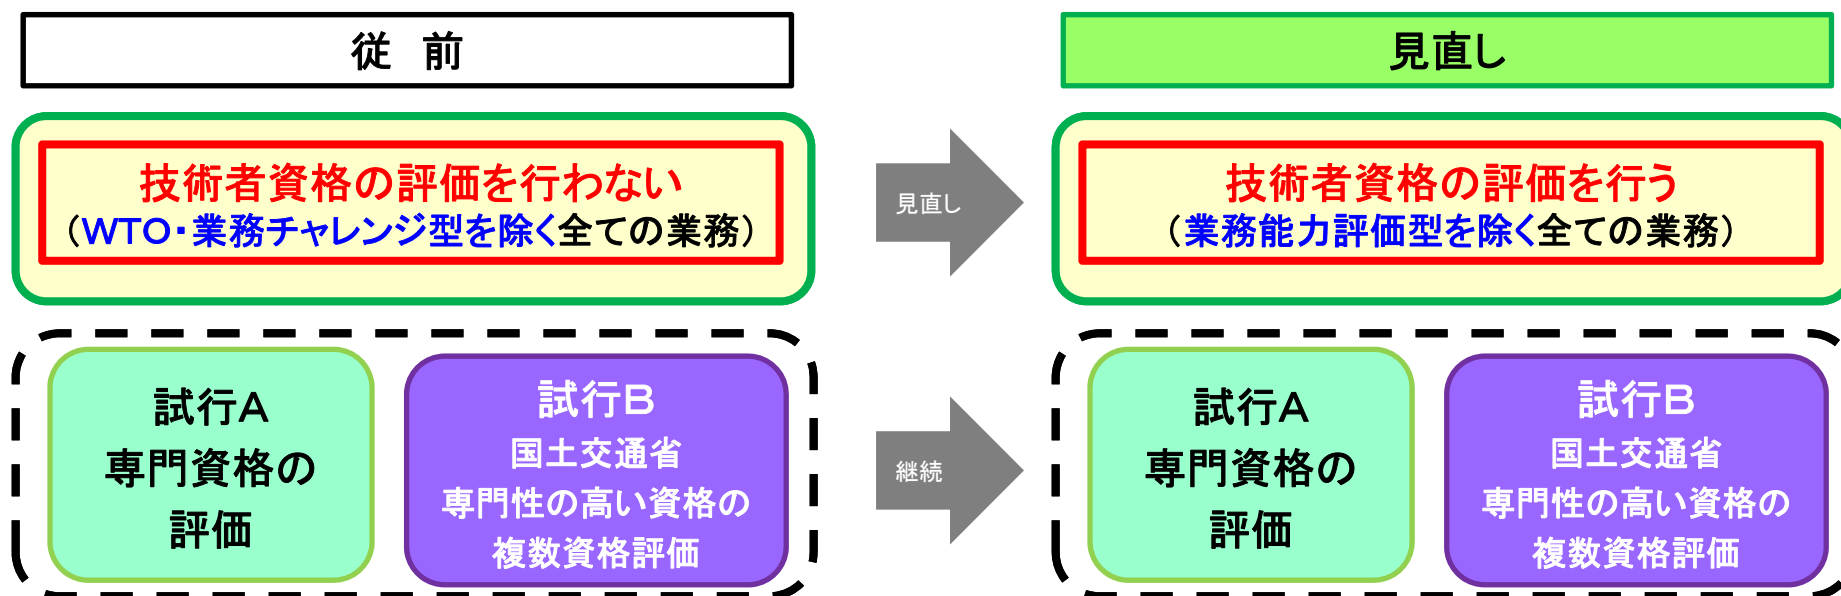 従　前
見直し
技術者資格の評価を行わない
（WTO・業務チャレンジ型を除く全ての業務）
見直し
技術者資格の評価を行う
（業務能力評価型を除く全ての業務）
試行A
専門資格の
評価
試行B
国土交通省
専門性の高い資格の
複数資格評価
継続
試行A
専門資格の
評価
試行B
国土交通省
専門性の高い資格の
複数資格評価